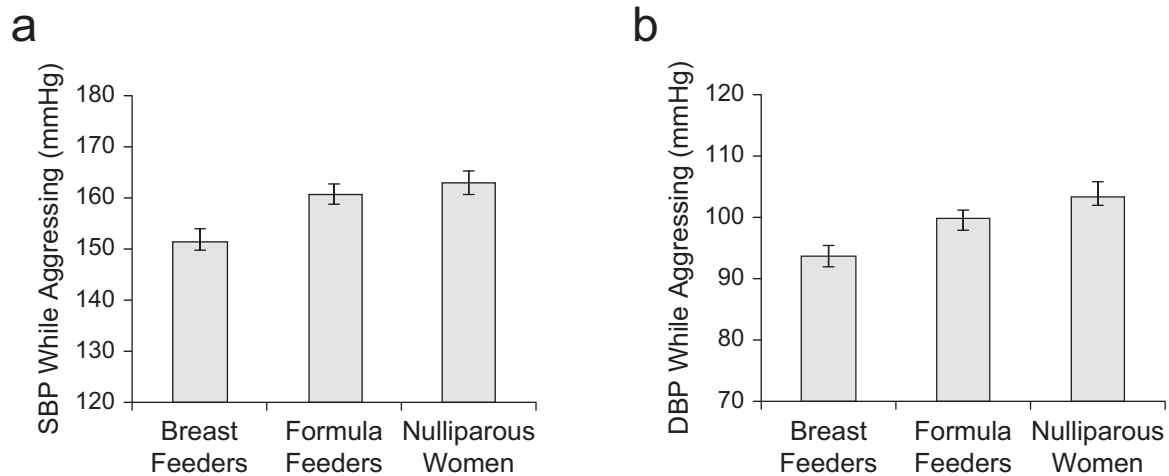 a
SBP While Aggressing (mmHg)
180
170
160
150
140
130
120
Breast
Feeders
Formula
Feeders
Nulliparous
Women
b
DBP While Aggressing (mmHg)
120
110
100
90
80
70
Breast
Feeders
Formula
Feeders
Nulliparous
Women